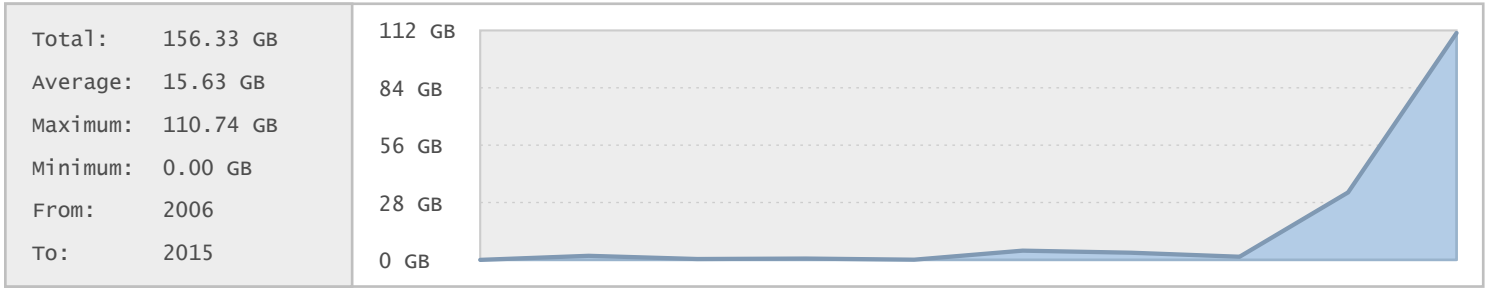 Total: 156.33 GB
Average: 15.63 GB
Maximum: 110.74 GB
Minimum: 0.00 GB
From: 2006
To: 2015
112 GB
84 GB
56 GB
28 GB
0 GB